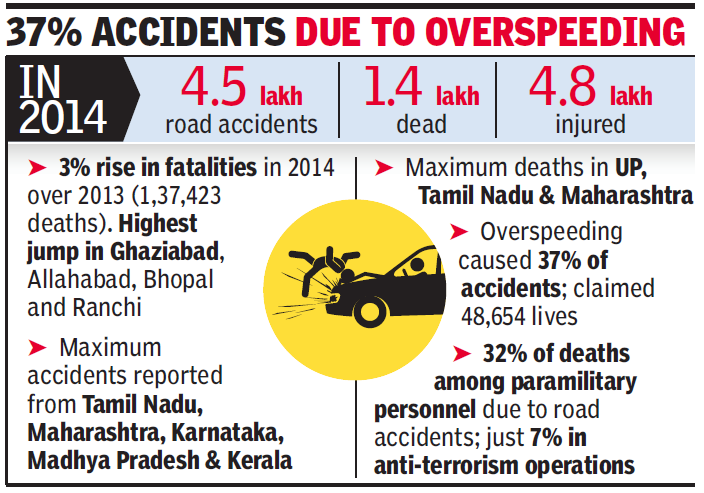 37% ACCIDENTS DUE TO OVERSPEEDING
IN
2014
4.5 lakh
road accidents
1.4 lakh
dead
4.8 lakh
injured
➤ 3% rise in fatalities in 2014
over 2013 (1,37,423
deaths). Highest
jump in Ghaziabad,
Allahabad, Bhopal
and Ranchi
➤ Maximum
accidents reported
from Tamil Nadu,
Maharashtra, Karnataka,
Madhya Pradesh & Kerala
➤ Maximum deaths in UP,
Tamil Nadu & Maharashtra
➤ Overspeeding
caused 37% of
accidents; claimed
48,654 lives
➤ 32% of deaths
among paramilitary
personnel due to road
accidents; just 7% in
anti-terrorism operations